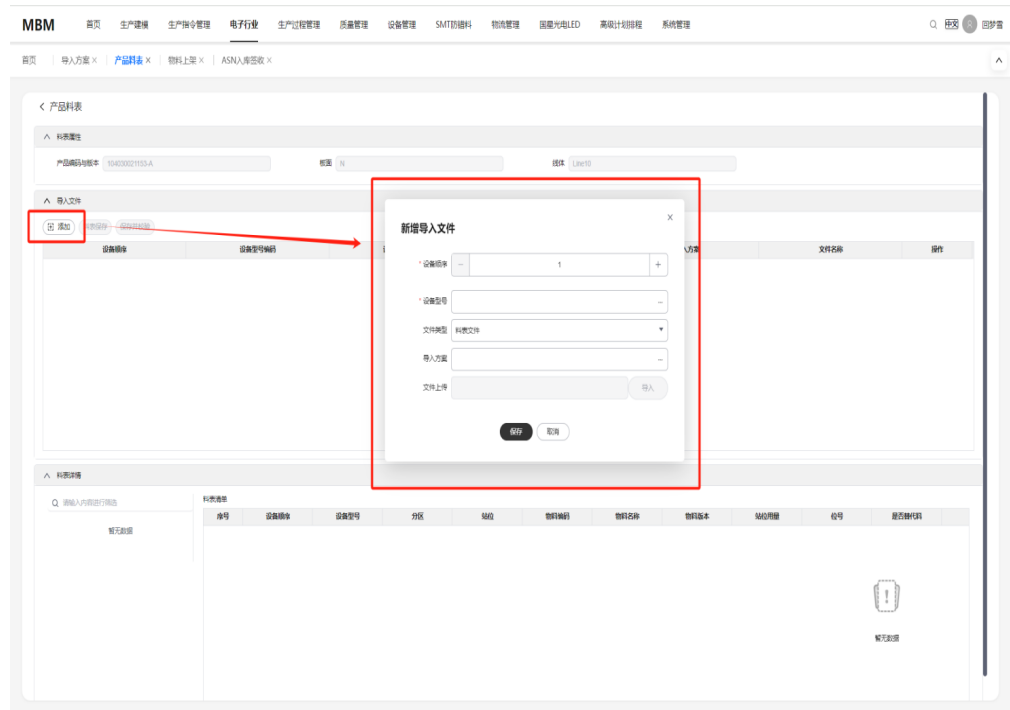 MBM 首页 生产建模 生产指令管理 电子行业 生产过程管理 质量管理 设备管理 SMT防错料 物流管理 国星光电LED 高级计划排程 系统管理 中文
首页 导入方案 × 产品料表 × 物料上架 × ASN入库签收 ×
产品料表
料表属性
产品编码与版本 104030021153-A 板面 N 线体 Line10
导入文件
添加 保存并校验
设备顺序 设备型号编码 文件名称 操作
新增导入文件 X
* 设备顺序 － 1 +
* 设备型号 ...
文件类型 料表文件
导入方案 ...
文件上传 导入
保存 取消
料表详情
请输入内容进行筛选
暂无数据
料表清单
序号 设备顺序 设备型号 分区 站位 物料编码 物料名称 物料版本 站位用量 位号 是否替代料
暂无数据